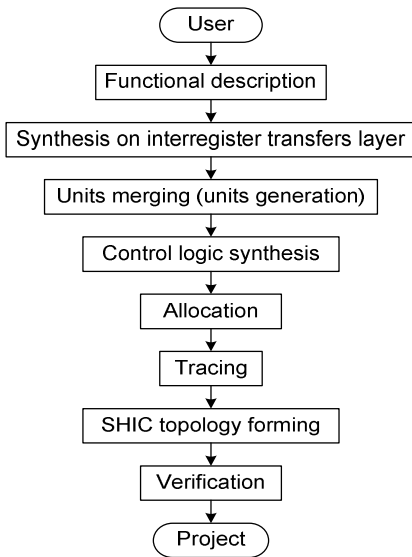 User
Functional description
Synthesis on interregister transfers layer
Units merging (units generation)
Control logic synthesis
Allocation
Tracing
SHIC topology forming
Verification
Project